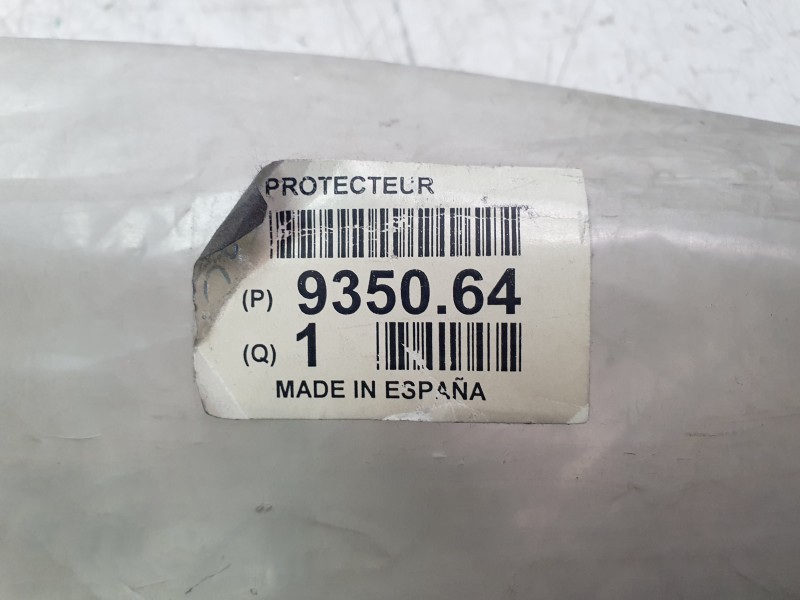 PROTECTEUR
(P) 9350.64
(Q) 1
MADE IN ESPAÑA